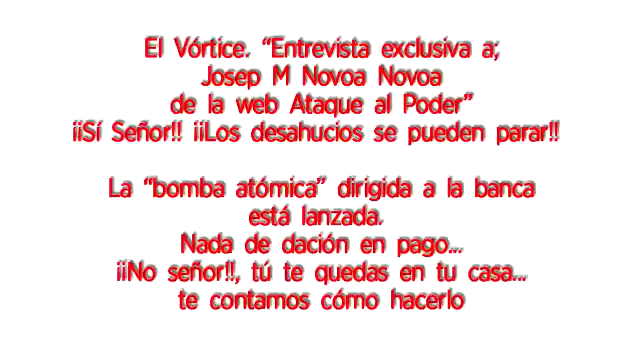 El Vórtice. “Entrevista exclusiva a;
Josep M Novoa Novoa
de la web Ataque al Poder”
¡¡Sí Señor!! ¡¡Los desahucios se pueden parar!!
La “bomba atómica” dirigida a la banca
está lanzada.
Nada de dación en pago...
¡¡No señor!!, tú te quedas en tu casa...
te contamos cómo hacerlo